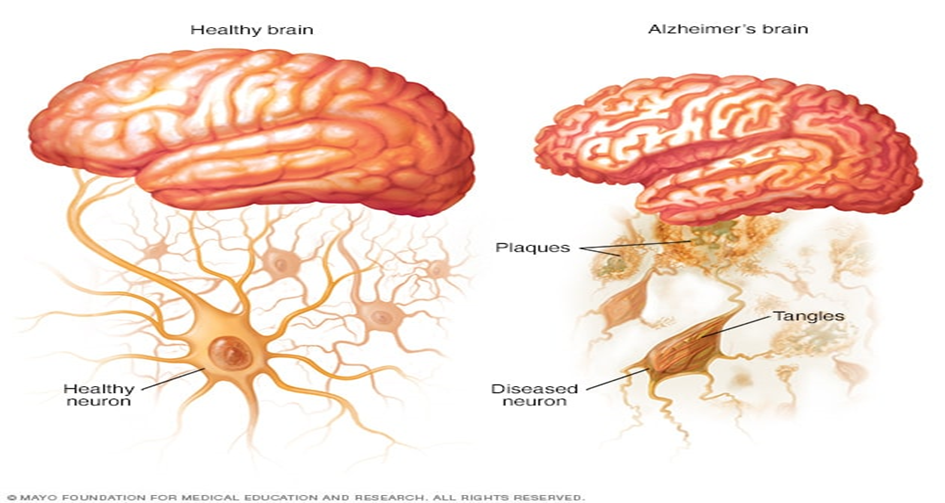 Healthy brain
Alzheimer's brain
Plaques
Tangles
Healthy
neuron
Diseased
neuron
© MAYO FOUNDATION FOR MEDICAL EDUCATION AND RESEARCH. ALL RIGHTS RESERVED.